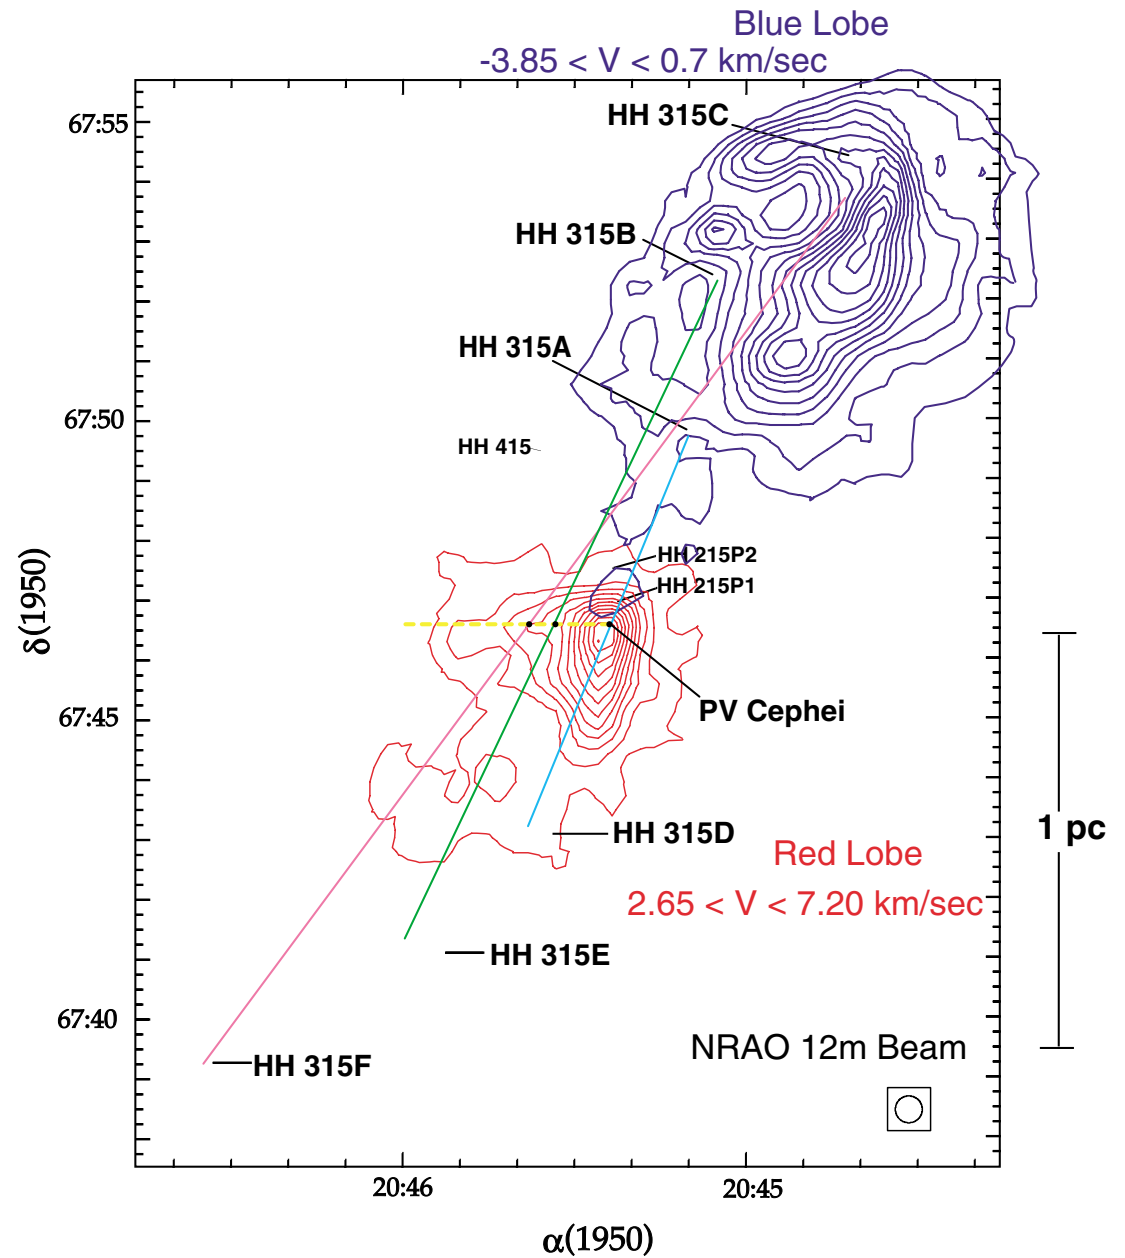 Blue Lobe
-3.85 < V < 0.7 km/sec
HH 315C
67:55
HH 315B
HH 315A
67:50
HH 415
HH 215P2
HH 215P1
δ(1950)
PV Cephei
67:45
1 pc
HH 315D
Red Lobe
2.65 < V < 7.20 km/sec
HH 315E
67:40
NRAO 12m Beam
HH 315F
20:46
20:45
α(1950)